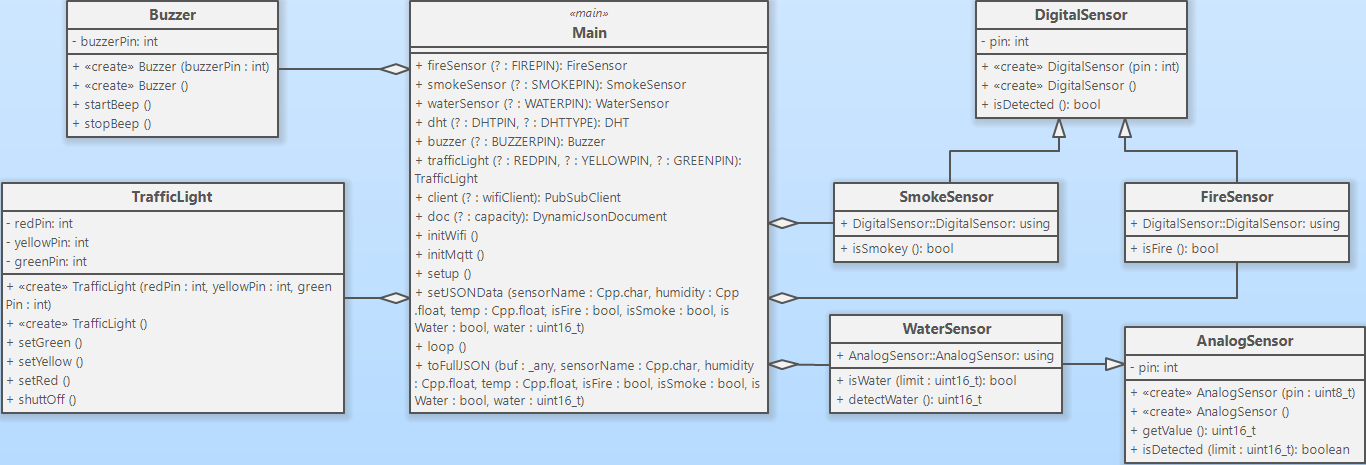 Buzzer
- buzzerPin: int
+ «create» Buzzer (buzzerPin : int)
+ «create» Buzzer ()
+ startBeep ()
+ stopBeep ()
«main»
Main
+ fireSensor (? : FIREPIN): FireSensor
+ smokeSensor (? : SMOKEPIN): SmokeSensor
+ waterSensor (? : WATERPIN): WaterSensor
+ dht (? : DHTPIN, ? : DHTTYPE): DHT
+ buzzer (? : BUZZERPIN): Buzzer
+ trafficLight (? : REDPIN, ? : YELLOWPIN, ? : GREENPIN):
TrafficLight
+ client (? : wifiClient): PubSubClient
+ doc (? : capacity): DynamicJsonDocument
+ initWifi ()
+ initMqtt ()
+ setup ()
+ setJSONData (sensorName : Cpp.char, humidity : Cpp
.float, temp : Cpp.float, isFire : bool, isSmoke : bool, is
Water : bool, water : uint16_t)
+ loop ()
+ toFullJSON (buf : _any, sensorName : Cpp.char, humidity
: Cpp.float, temp : Cpp.float, isFire : bool, isSmoke : bool, is
Water : bool, water : uint16_t)
DigitalSensor
- pin: int
+ «create» DigitalSensor (pin : int)
+ «create» DigitalSensor ()
+ isDetected (): bool
TrafficLight
- redPin: int
- yellowPin: int
- greenPin: int
+ «create» TrafficLight (redPin : int, yellowPin : int, green
Pin : int)
+ «create» TrafficLight ()
+ setGreen ()
+ setYellow ()
+ setRed ()
+ shuttOff ()
SmokeSensor
+ DigitalSensor::DigitalSensor: using
+ isSmokey (): bool
FireSensor
+ DigitalSensor::DigitalSensor: using
+ isFire (): bool
WaterSensor
+ AnalogSensor::AnalogSensor: using
+ isWater (limit : uint16_t): bool
+ detectWater (): uint16_t
AnalogSensor
- pin: int
+ «create» AnalogSensor (pin : uint8_t)
+ «create» AnalogSensor ()
+ getValue (): uint16_t
+ isDetected (limit : uint16_t): boolean